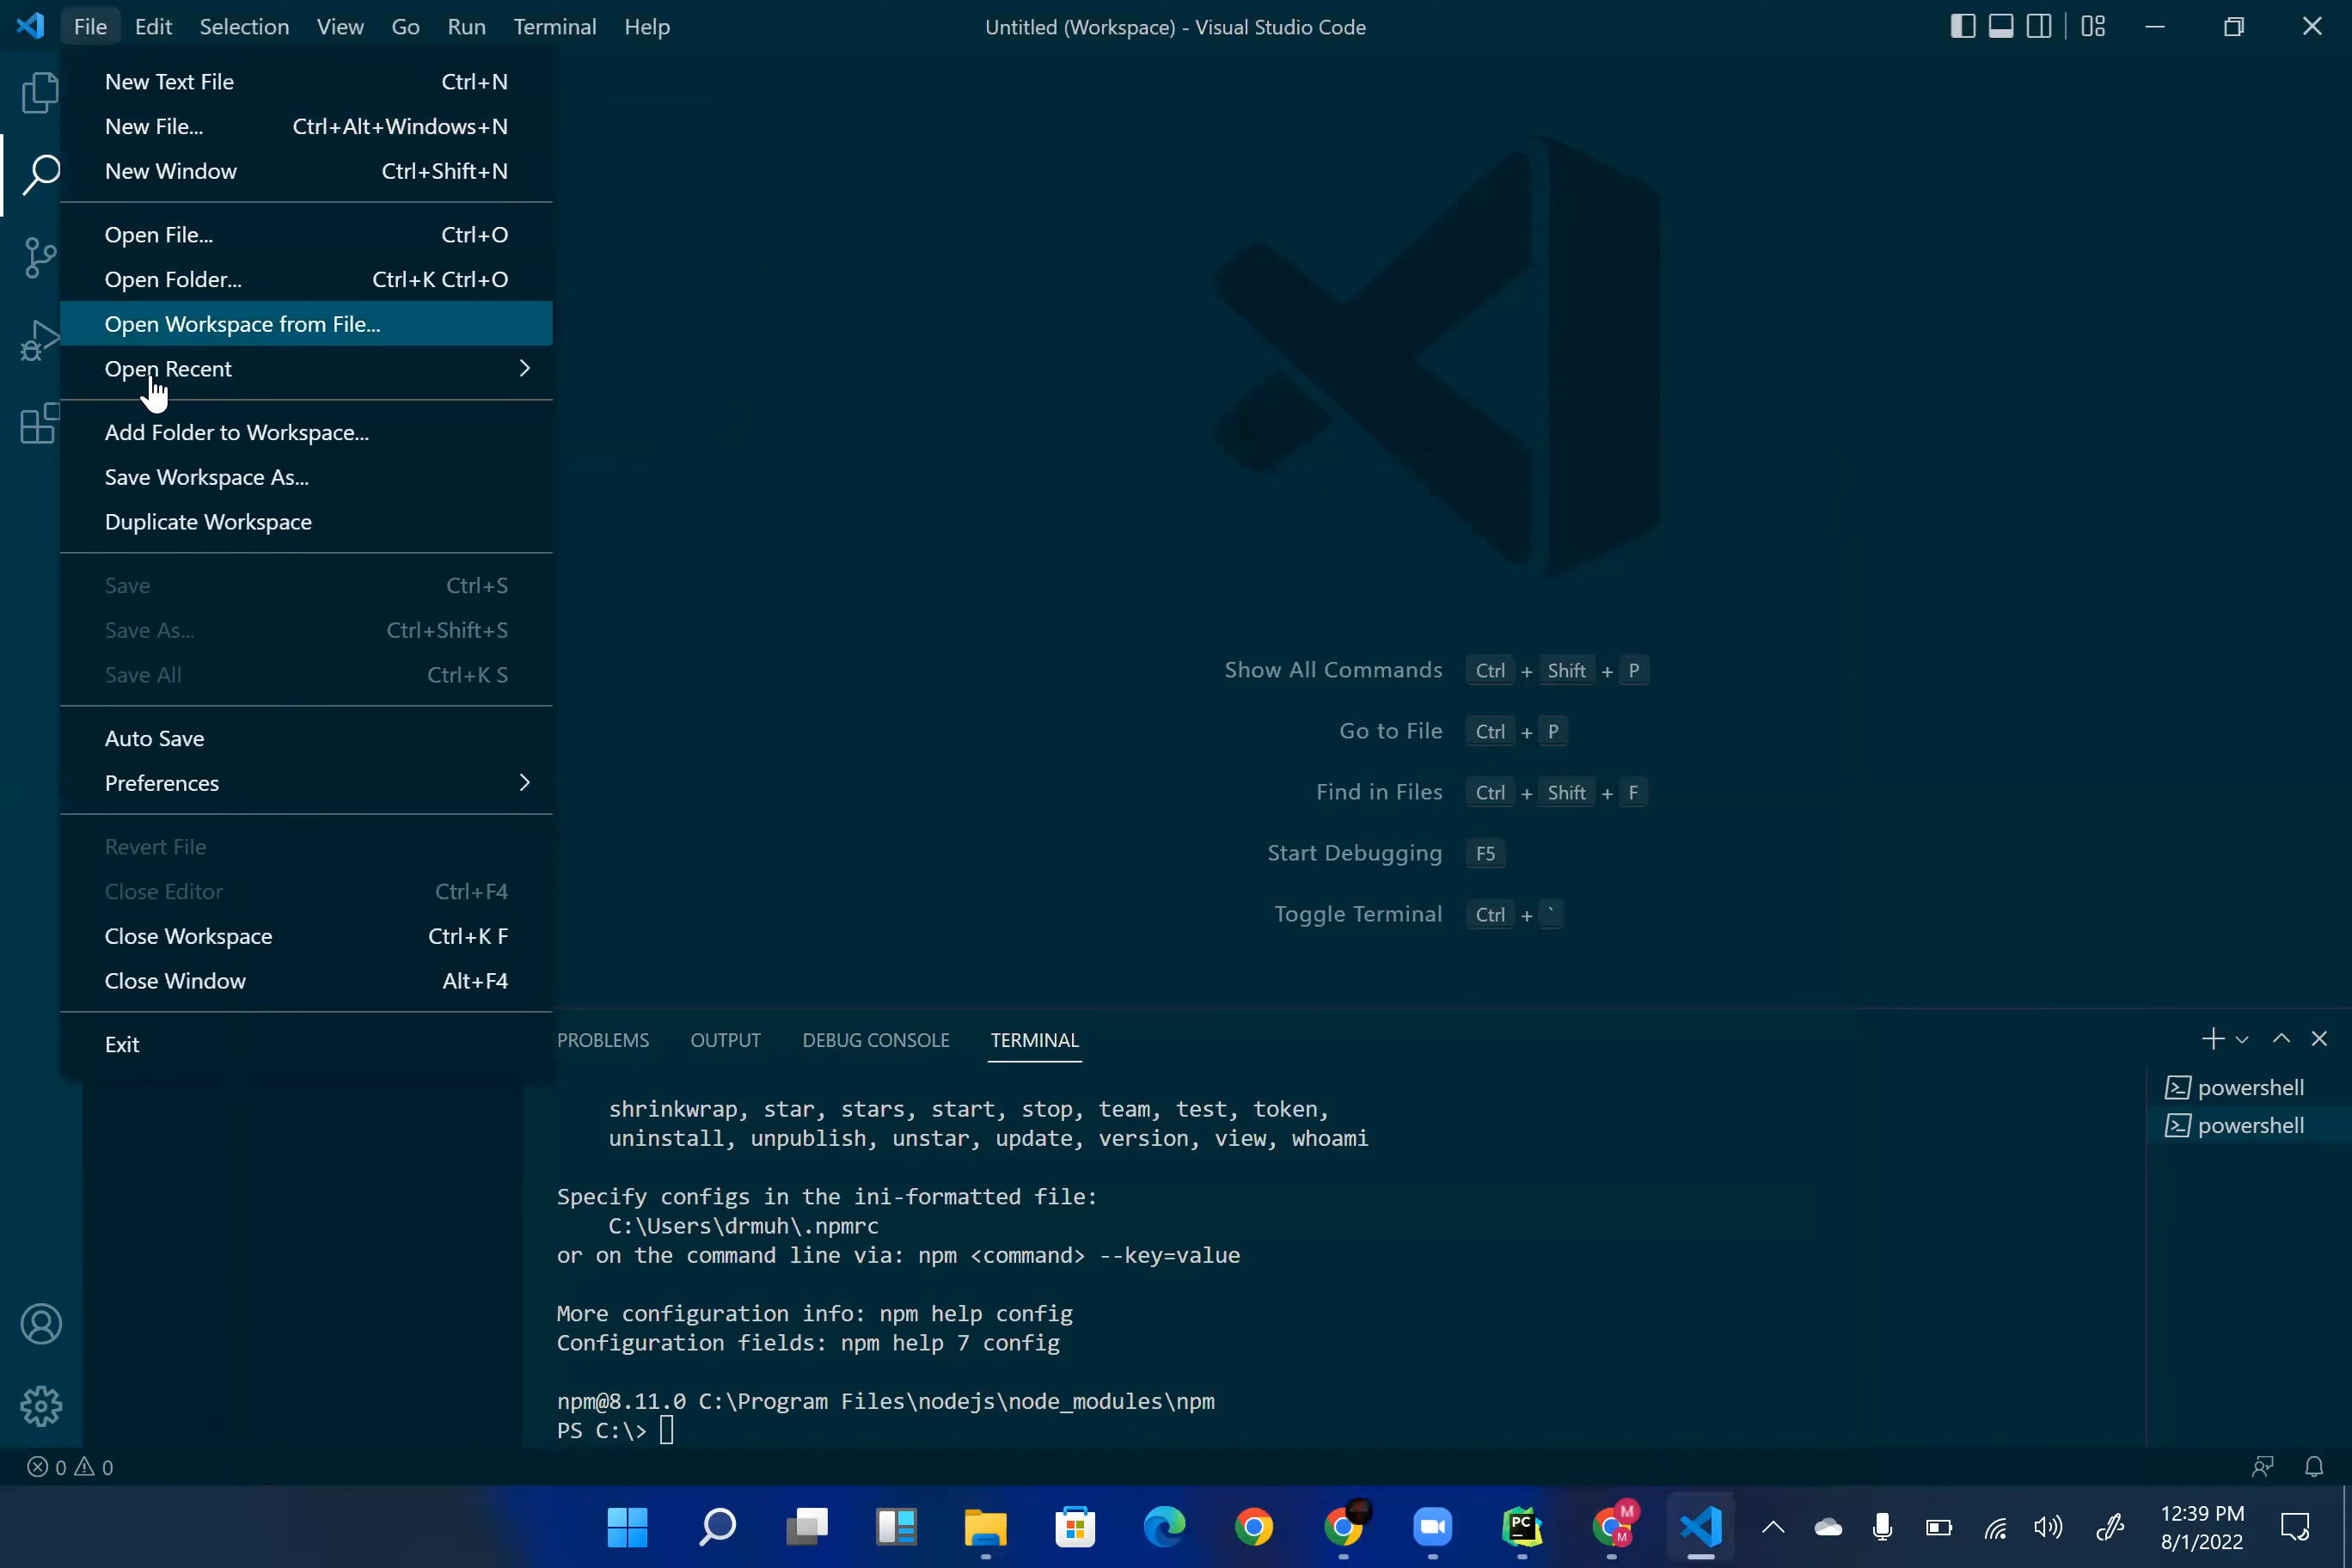 File Edit Selection View Go Run Terminal Help
Untitled (Workspace) - Visual Studio Code
New Text File Ctrl+N
New File... Ctrl+Alt+Windows+N
New Window Ctrl+Shift+N
Open File... Ctrl+O
Open Folder... Ctrl+K Ctrl+O
Open Workspace from File...
Open Recent
Add Folder to Workspace...
Save Workspace As...
Duplicate Workspace
Save Ctrl+S
Save As... Ctrl+Shift+S
Save All Ctrl+K S
Auto Save
Preferences
Revert File
Close Editor Ctrl+F4
Close Workspace Ctrl+K F
Close Window Alt+F4
Exit
Show All Commands Ctrl + Shift + P
Go to File Ctrl + P
Find in Files Ctrl + Shift + F
Start Debugging F5
Toggle Terminal Ctrl + `
PROBLEMS OUTPUT DEBUG CONSOLE TERMINAL
shrinkwrap, star, stars, start, stop, team, test, token,
uninstall, unpublish, unstar, update, version, view, whoami
Specify configs in the ini-formatted file:
C:\Users\drmuh\.npmrc
or on the command line via: npm <command> --key=value
More configuration info: npm help config
Configuration fields: npm help 7 config
npm@8.11.0 C:\Program Files\nodejs\node_modules\npm
PS C:\>
powershell
powershell
0 0
PC
M
M
12:39 PM
8/1/2022